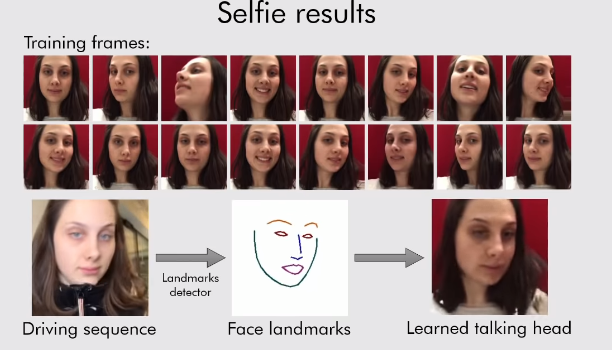 Selfie results
Training frames:
Landmarks
detector
Driving sequence
Face landmarks
Learned talking head